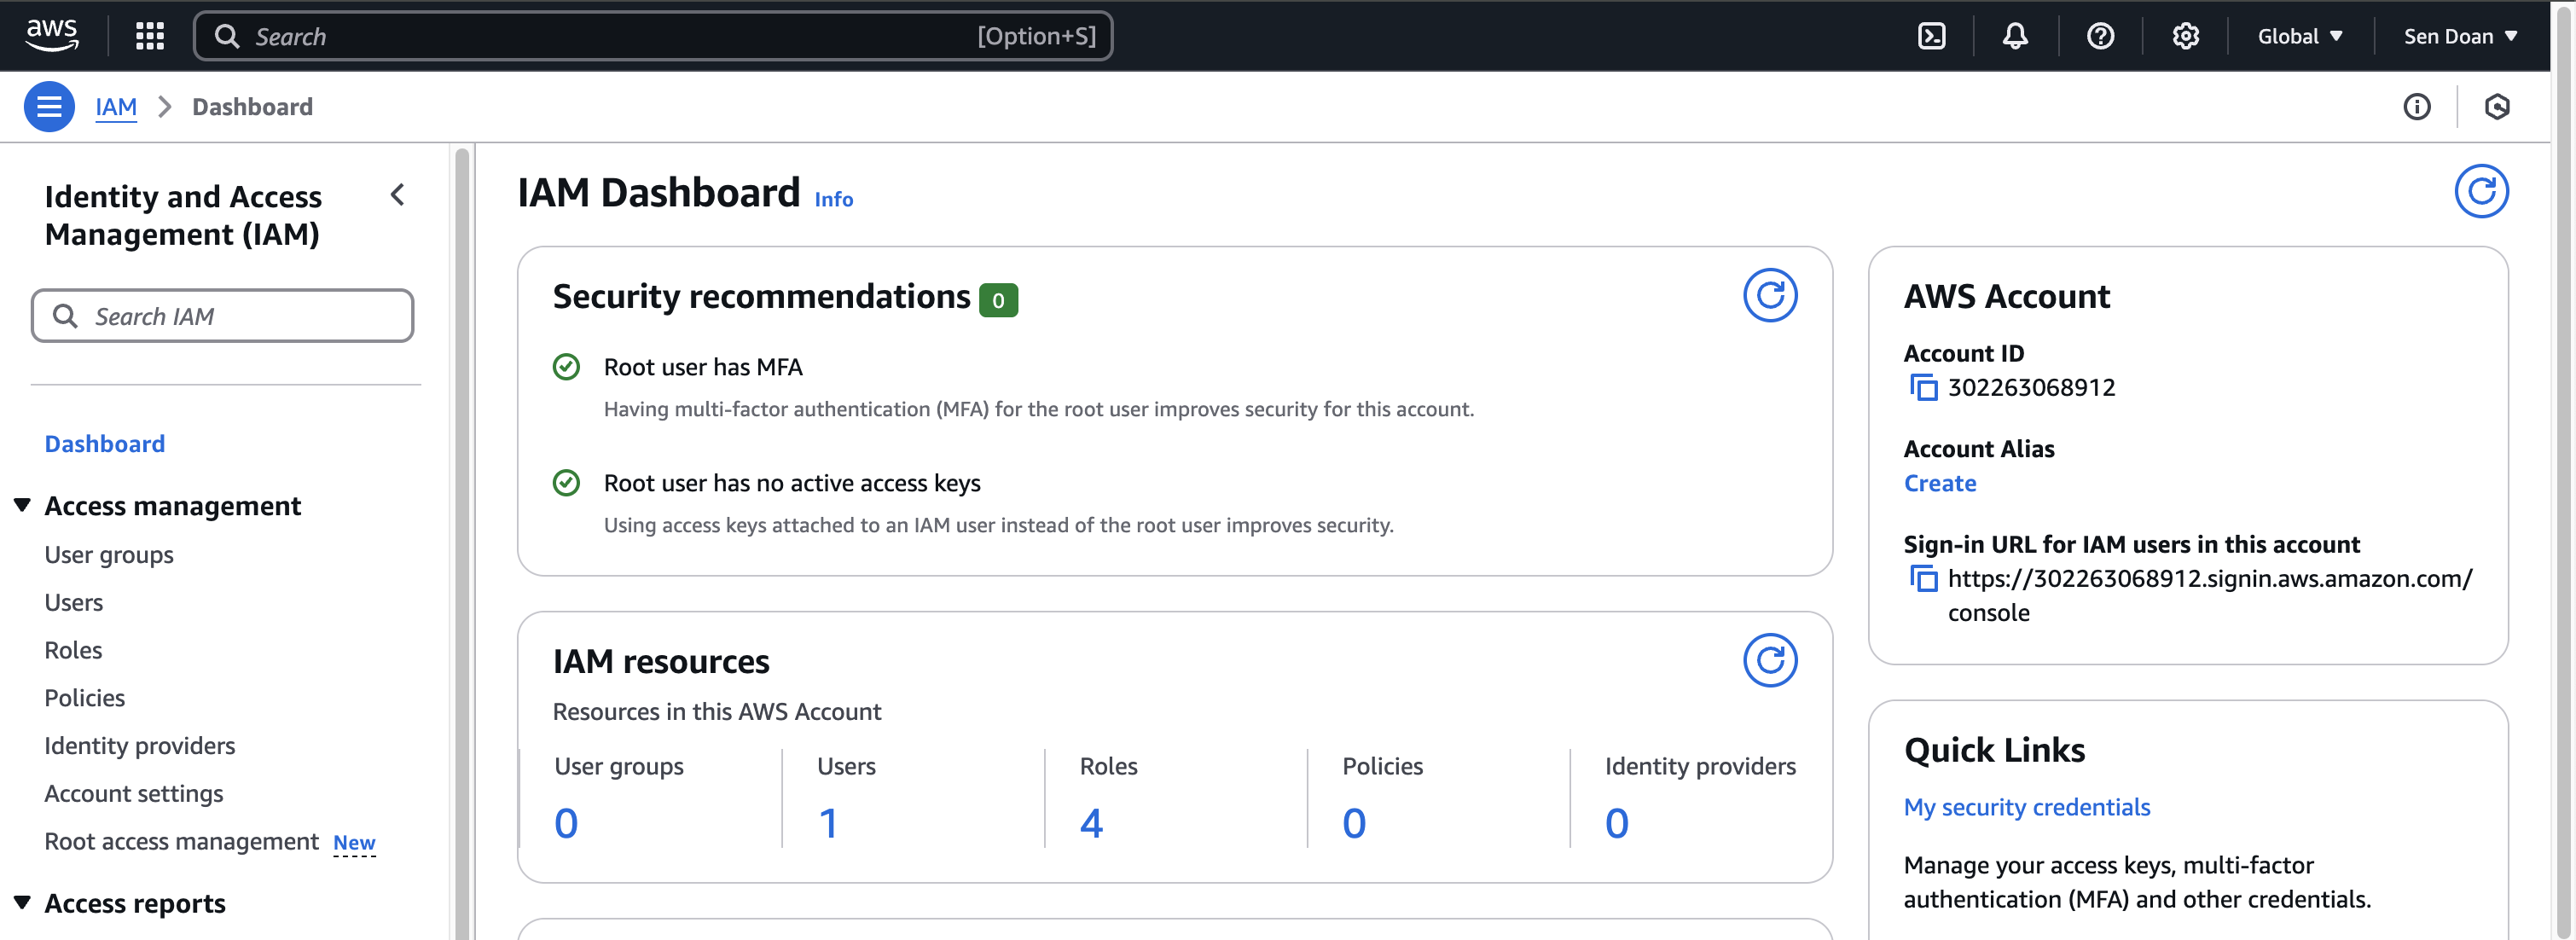 aws
Search
[Option+S]
Global
Sen Doan
IAM
Dashboard
Identity and Access
Management (IAM)
Search IAM
Dashboard
Access management
User groups
Users
Roles
Policies
Identity providers
Account settings
Root access management New
Access reports
IAM Dashboard Info
Security recommendations 0
Root user has MFA
Having multi-factor authentication (MFA) for the root user improves security for this account.
Root user has no active access keys
Using access keys attached to an IAM user instead of the root user improves security.
IAM resources
Resources in this AWS Account
User groups
0
Users
1
Roles
4
Policies
0
Identity providers
0
AWS Account
Account ID
302263068912
Account Alias
Create
Sign-in URL for IAM users in this account
https://302263068912.signin.aws.amazon.com/
console
Quick Links
My security credentials
Manage your access keys, multi-factor
authentication (MFA) and other credentials.